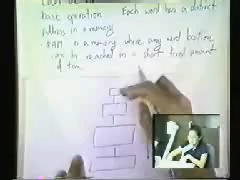 basic operation Each word has a distinct
address in a memory
RAM is a memory where any word location
can be reached in a short fixed amount
of time